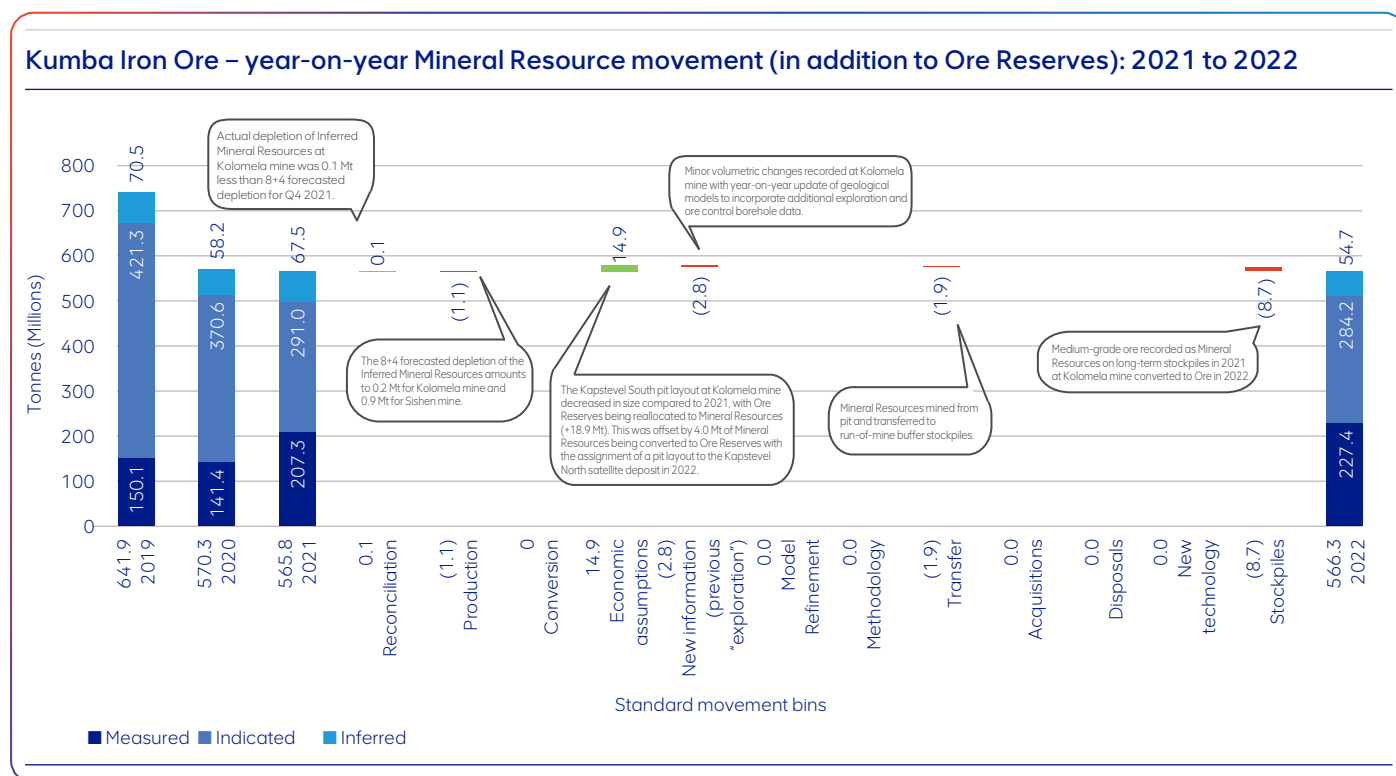 Kumba Iron Ore – year-on-year Mineral Resource movement (in addition to Ore Reserves): 2021 to 2022
Tonnes (Millions)
800
700
600
500
400
300
200
100
0
70.5
421.3
150.1
58.2
370.6
141.4
67.5
291.0
207.3
0.1
(1.1)
14.9
(2.8)
(1.9)
(8.7)
54.7
284.2
227.4
Actual depletion of Inferred
Mineral Resources at
Kolomela mine was 0.1 Mt
less than 8+4 forecasted
depletion for Q4 2021.
The 8+4 forecasted depletion of the
Inferred Mineral Resources amounts
to 0.2 Mt for Kolomela mine and
0.9 Mt for Sishen mine.
The Kapstevel South pit layout at Kolomela mine
decreased in size compared to 2021, with Ore
Reserves being reallocated to Mineral Resources
(+18.9 Mt). This was offset by 4.0 Mt of Mineral
Resources being converted to Ore Reserves with
the assignment of a pit layout to the Kapstevel
North satellite deposit in 2022.
Minor volumetric changes recorded at Kolomela
mine with year-on-year update of geological
models to incorporate additional exploration and
ore control borehole data.
Mineral Resources mined from
pit and transferred to
run-of-mine buffer stockpiles.
Medium-grade ore recorded as Mineral
Resources on long-term stockpiles in 2021
at Kolomela mine converted to Ore in 2022.
641.9
2019
570.3
2020
565.8
2021
0.1
Reconciliation
(1.1)
Production
0
Conversion
14.9
Economic
assumptions
(2.8)
New information
(previous
“exploration”)
0.0
Model
Refinement
0.0
Methodology
(1.9)
Transfer
0.0
Acquisitions
0.0
Disposals
0.0
New
technology
(8.7)
Stockpiles
566.3
2022
Standard movement bins
Measured
Indicated
Inferred